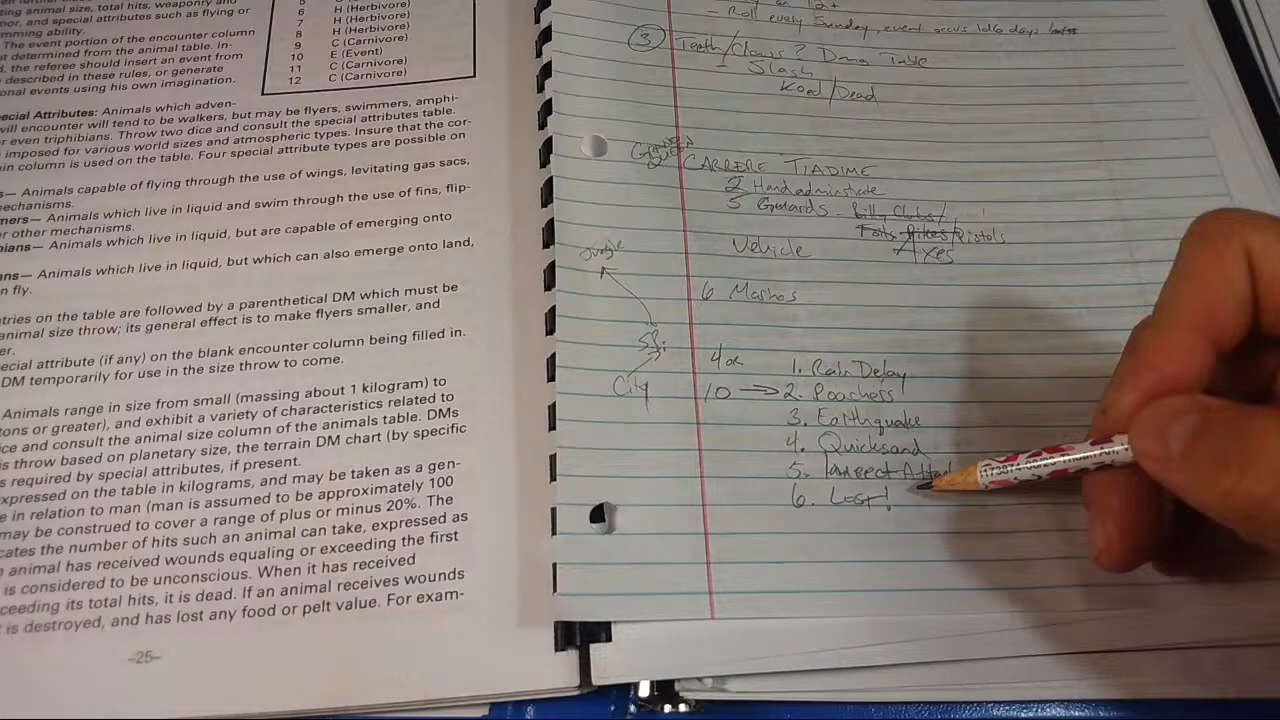 ing animal size, total hits, weaponry and
mor, and special attributes such as flying or
mming ability.
The event portion of the encounter column
ot determined from the animal table. In-
d, the referee should insert an event from
described in these rules, or generate
onal events using his own imagination.
6 H (Herbivore)
7 H (Herbivore)
8 H (Herbivore)
9 C (Carnivore)
10 E (Event)
11 C (Carnivore)
12 C (Carnivore)
ecial Attributes: Animals which adven-
will encounter will tend to be walkers, but may be flyers, swimmers, amphi-
r even triphibians. Throw two dice and consult the special attributes table.
imposed for various world sizes and atmospheric types. Insure that the cor-
in column is used on the table. Four special attribute types are possible on
s— Animals capable of flying through the use of wings, levitating gas sacs,
echanisms.
mers— Animals which live in liquid and swim through the use of fins, flip-
r other mechanisms.
bians— Animals which live in liquid, but are capable of emerging onto
ans— Animals which live in liquid, but which can also emerge onto land,
n fly.
tries on the table are followed by a parenthetical DM which must be
animal size throw; its general effect is to make flyers smaller, and
er.
ecial attribute (if any) on the blank encounter column being filled in.
DM temporarily for use in the size throw to come.
Animals range in size from small (massing about 1 kilogram) to
tons or greater), and exhibit a variety of characteristics related to
ice and consult the animal size column of the animals table. DMs
is throw based on planetary size, the terrain DM chart (by specific
s required by special attributes, if present.
expressed on the table in kilograms, and may be taken as a gen-
e in relation to man (man is assumed to be approximately 100
may be construed to cover a range of plus or minus 20%. The
cates the number of hits such an animal can take, expressed as
n animal has received wounds equaling or exceeding the first
is considered to be unconscious. When it has received
ceeding its total hits, it is dead. If an animal receives wounds
t is destroyed, and has lost any food or pelt value. For exam-
–25–
Roll every Sunday, event occurs 1d6 days
3 Teeth/Claws?
Slash
Dead
CARRERE TIADIME
2
5 Guards - Billy Clubs/
Pikes/Pistols
Axes
Vehicle
Jungle
6
City
4 or 1. Rain Delay
10 ⇒ 2. Poachers
3. Earthquake
4. Quicksand
5. Insect Attac
6. Lost!